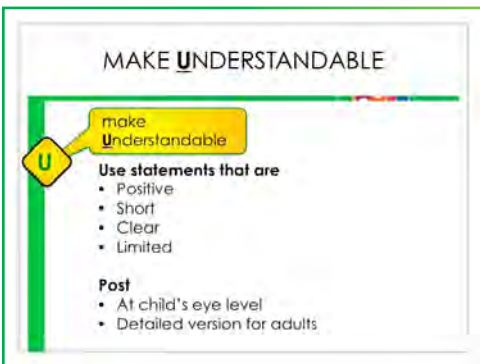 MAKE UNDERSTANDABLE
make
Understandable
U
Use statements that are
• Positive
• Short
• Clear
• Limited
Post
• At child's eye level
• Detailed version for adults